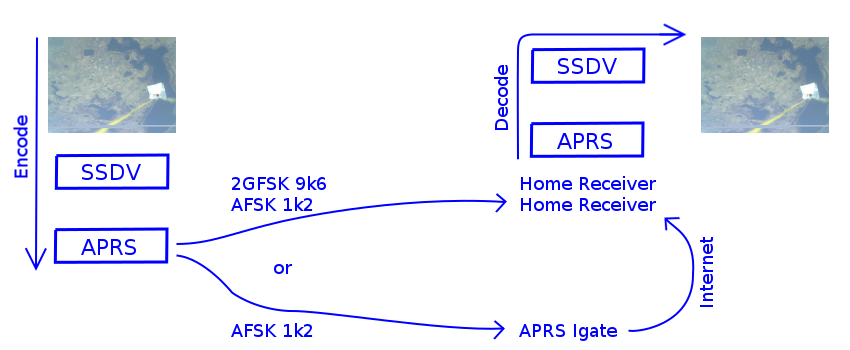 Encode
SSDV
APRS
2GFSK 9k6
AFSK 1k2
or
AFSK 1k2
Decode
SSDV
APRS
Home Receiver
Home Receiver
APRS Igate
Internet